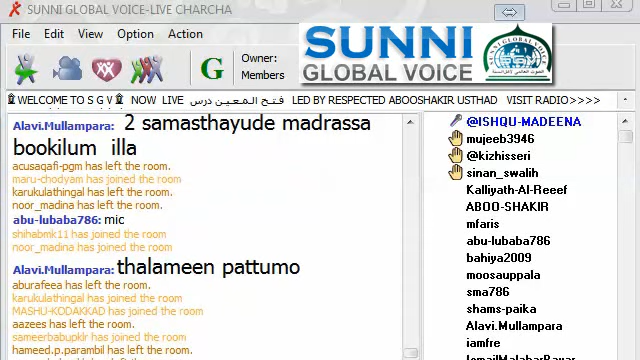 SUNNI GLOBAL VOICE-LIVE CHARCHA
File Edit View Option Action
SUNNI
GLOBAL VOICE
G Owner:
Members
WELCOME TO S G V NOW LIVE فتح المعين درس LED BY RESPECTED ABOOSHAKIR USTHAD VISIT RADIO>>>>
Alavi.Mullampara: 2 samasthayude madrassa
bookilum illa
acusaqafi-pgm has left the room.
maru-chodyam has joined the room.
karukulathingal has left the room.
noor_madina has left the room.
abu-lubaba786: mic
shihabmk11 has joined the room
noor_madina has joined the room
Alavi.Mullampara: thalameen pattumo
aburafeea has left the room.
karukulathingal has joined the room
MASHU-KODAKKAD has joined the room
aazees has left the room.
sameerbabupklr has joined the room
hameed.p.parambil has left the room.
@ISHQU-MADEENA
mujeeb3946
@kizhisseri
sinan_swalih
Kalliyath-Al-Reeef
ABOO-SHAKIR
mfaris
abu-lubaba786
bahiya2009
moosauppala
sma786
shams-paika
Alavi.Mullampara
iamfre